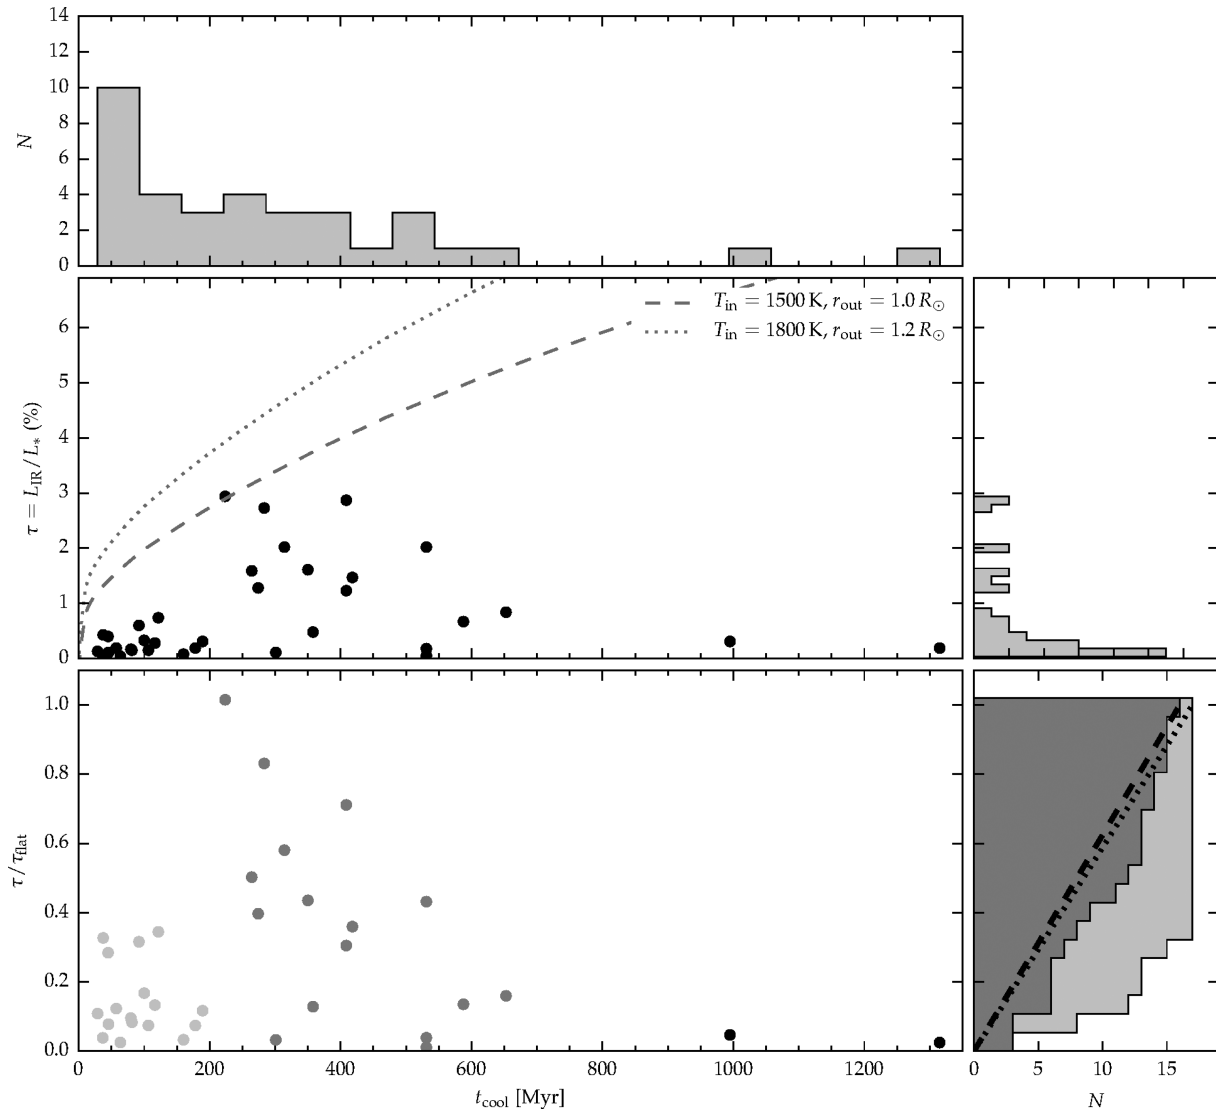 14
12
10
8
6
4
2
0
N
T_in = 1500 K, r_out = 1.0 R_⊙
T_in = 1800 K, r_out = 1.2 R_⊙
6
5
4
3
2
1
0
τ = L_IR/L_* (%)
1.0
0.8
0.6
0.4
0.2
0.0
τ/τ_flat
0 200 400 600 800 1000 1200
t_cool [Myr]
0 5 10 15
N